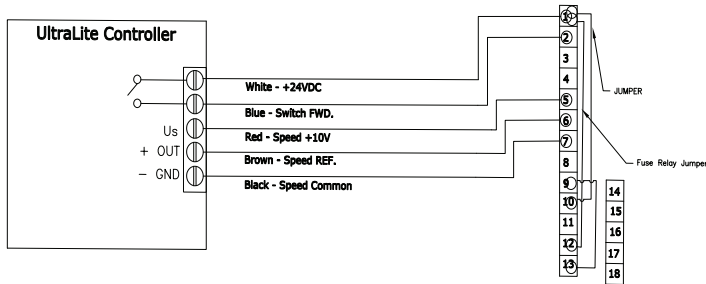 UltraLite Controller
Us
+ OUT
− GND
White - +24VDC
Blue - Switch FWD.
Red - Speed +10V
Brown - Speed REF.
Black - Speed Common
1
2
3
4
5
6
7
8
9
10
11
12
13
JUMPER
Fuse Relay Jumper
14
15
16
17
18